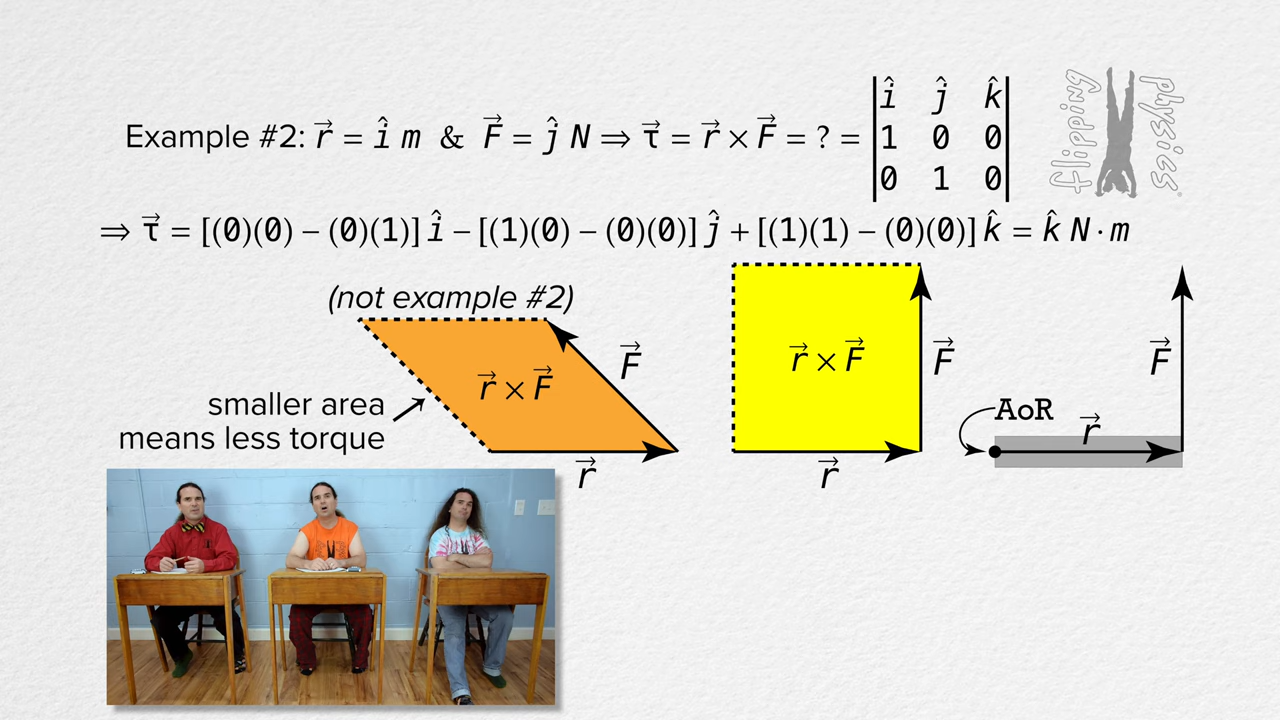 Example #2: r⃗ = î m & F⃗ = ĵ N ⇒ τ⃗ = r⃗ × F⃗ = ? = | î ĵ k̂ |
| 1 0 0 |
| 0 1 0 |
flipping physics
⇒ τ⃗ = [(0)(0) − (0)(1)] î − [(1)(0) − (0)(0)] ĵ + [(1)(1) − (0)(0)] k̂ = k̂ N · m
(not example #2)
r⃗ × F⃗
F⃗
r⃗
smaller area
means less torque
r⃗ × F⃗
F⃗
r⃗
F⃗
AoR
r⃗